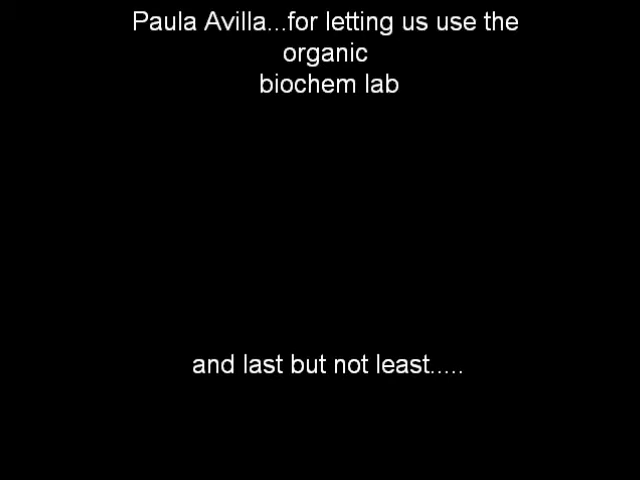 Paula Avilla...for letting us use the
organic
biochem lab
and last but not least.....